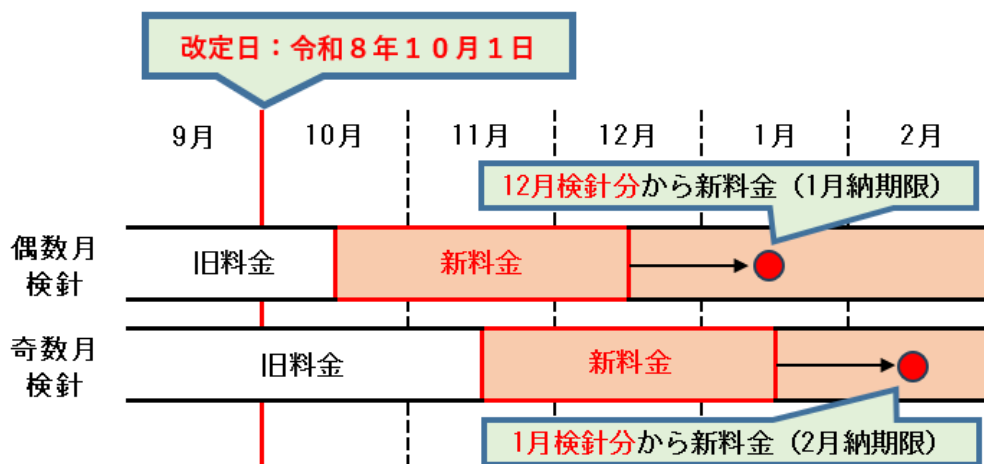 改定日：令和８年１０月１日
9月
10月
11月
12月
1月
2月
12月検針分から新料金（1月納期限）
偶数月
検針
旧料金
新料金
奇数月
検針
旧料金
新料金
1月検針分から新料金（2月納期限）